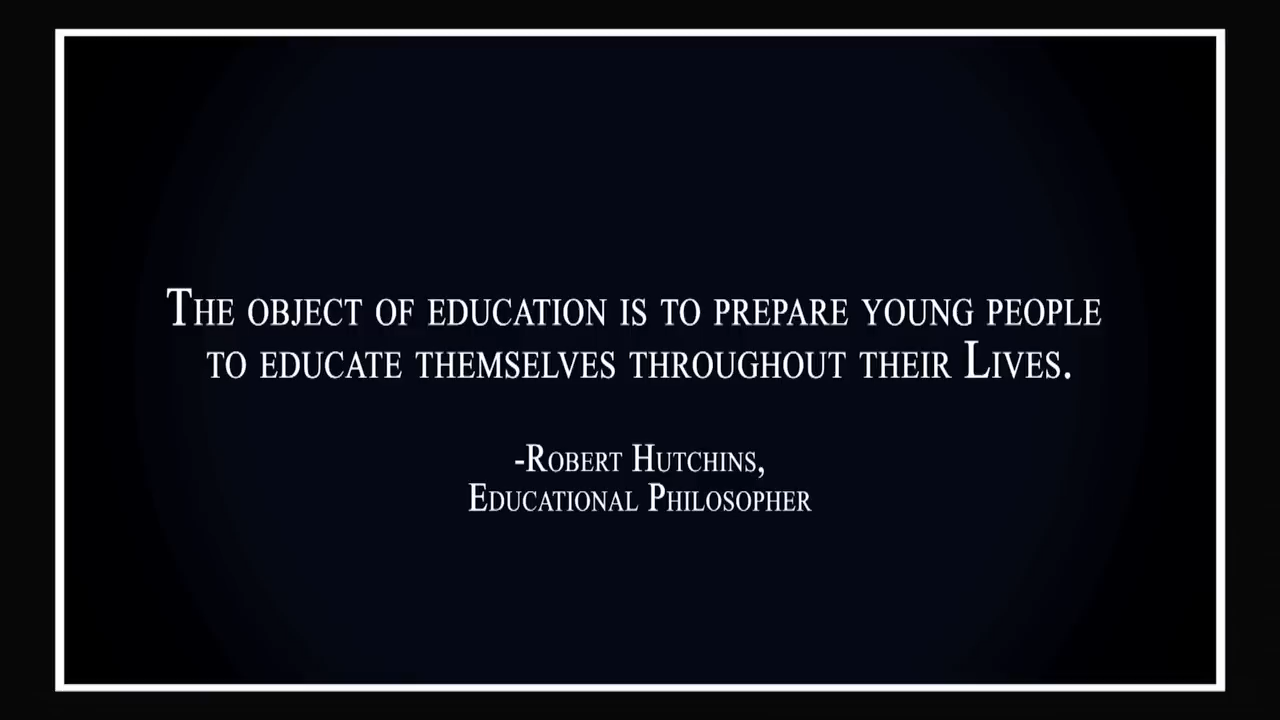 The object of education is to prepare young people
to educate themselves throughout their Lives.
-Robert Hutchins,
Educational Philosopher